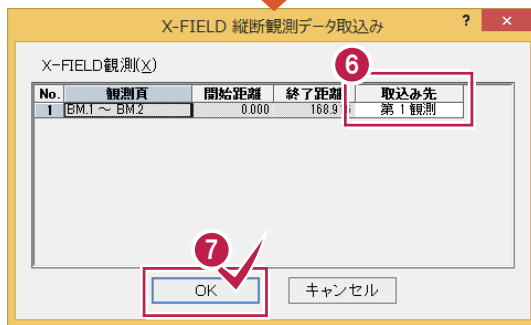 X-FIELD 縦断観測データ取込み ? ×
X-FIELD観測(X)
6
No. 観測頁 開始距離 終了距離 取込み先
1 BM.1 ～ BM.2 0.000 第1観測
7
OK キャンセル